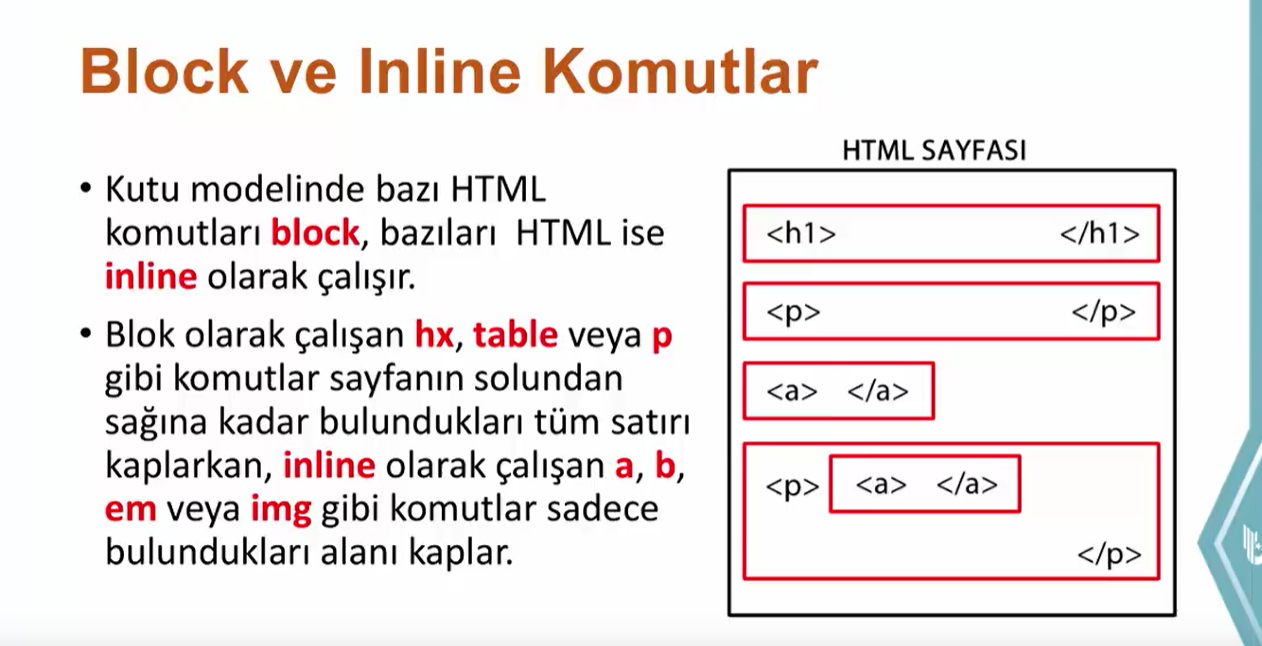 Block ve Inline Komutlar
• Kutu modelinde bazı HTML
komutları block, bazıları HTML ise
inline olarak çalışır.
• Blok olarak çalışan hx, table veya p
gibi komutlar sayfanın solundan
sağına kadar bulundukları tüm satırı
kaplarkan, inline olarak çalışan a, b,
em veya img gibi komutlar sadece
bulundukları alanı kaplar.
HTML SAYFASI
<h1> </h1>
<p> </p>
<a> </a>
<p> <a> </a>
</p>